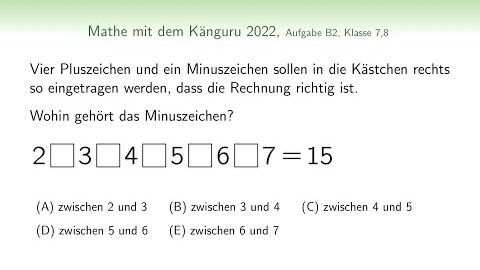 Mathe mit dem Känguru 2022, Aufgabe B2, Klasse 7,8
Vier Pluszeichen und ein Minuszeichen sollen in die Kästchen rechts
so eingetragen werden, dass die Rechnung richtig ist.
Wohin gehört das Minuszeichen?
2□3□4□5□6□7=15
(A) zwischen 2 und 3 (B) zwischen 3 und 4 (C) zwischen 4 und 5
(D) zwischen 5 und 6 (E) zwischen 6 und 7